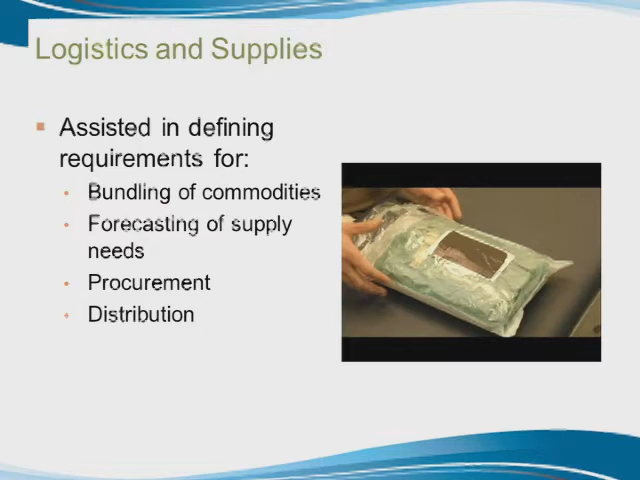 Logistics and Supplies
Assisted in defining
requirements for:
Bundling of commodities
Forecasting of supply
needs
Procurement
Distribution